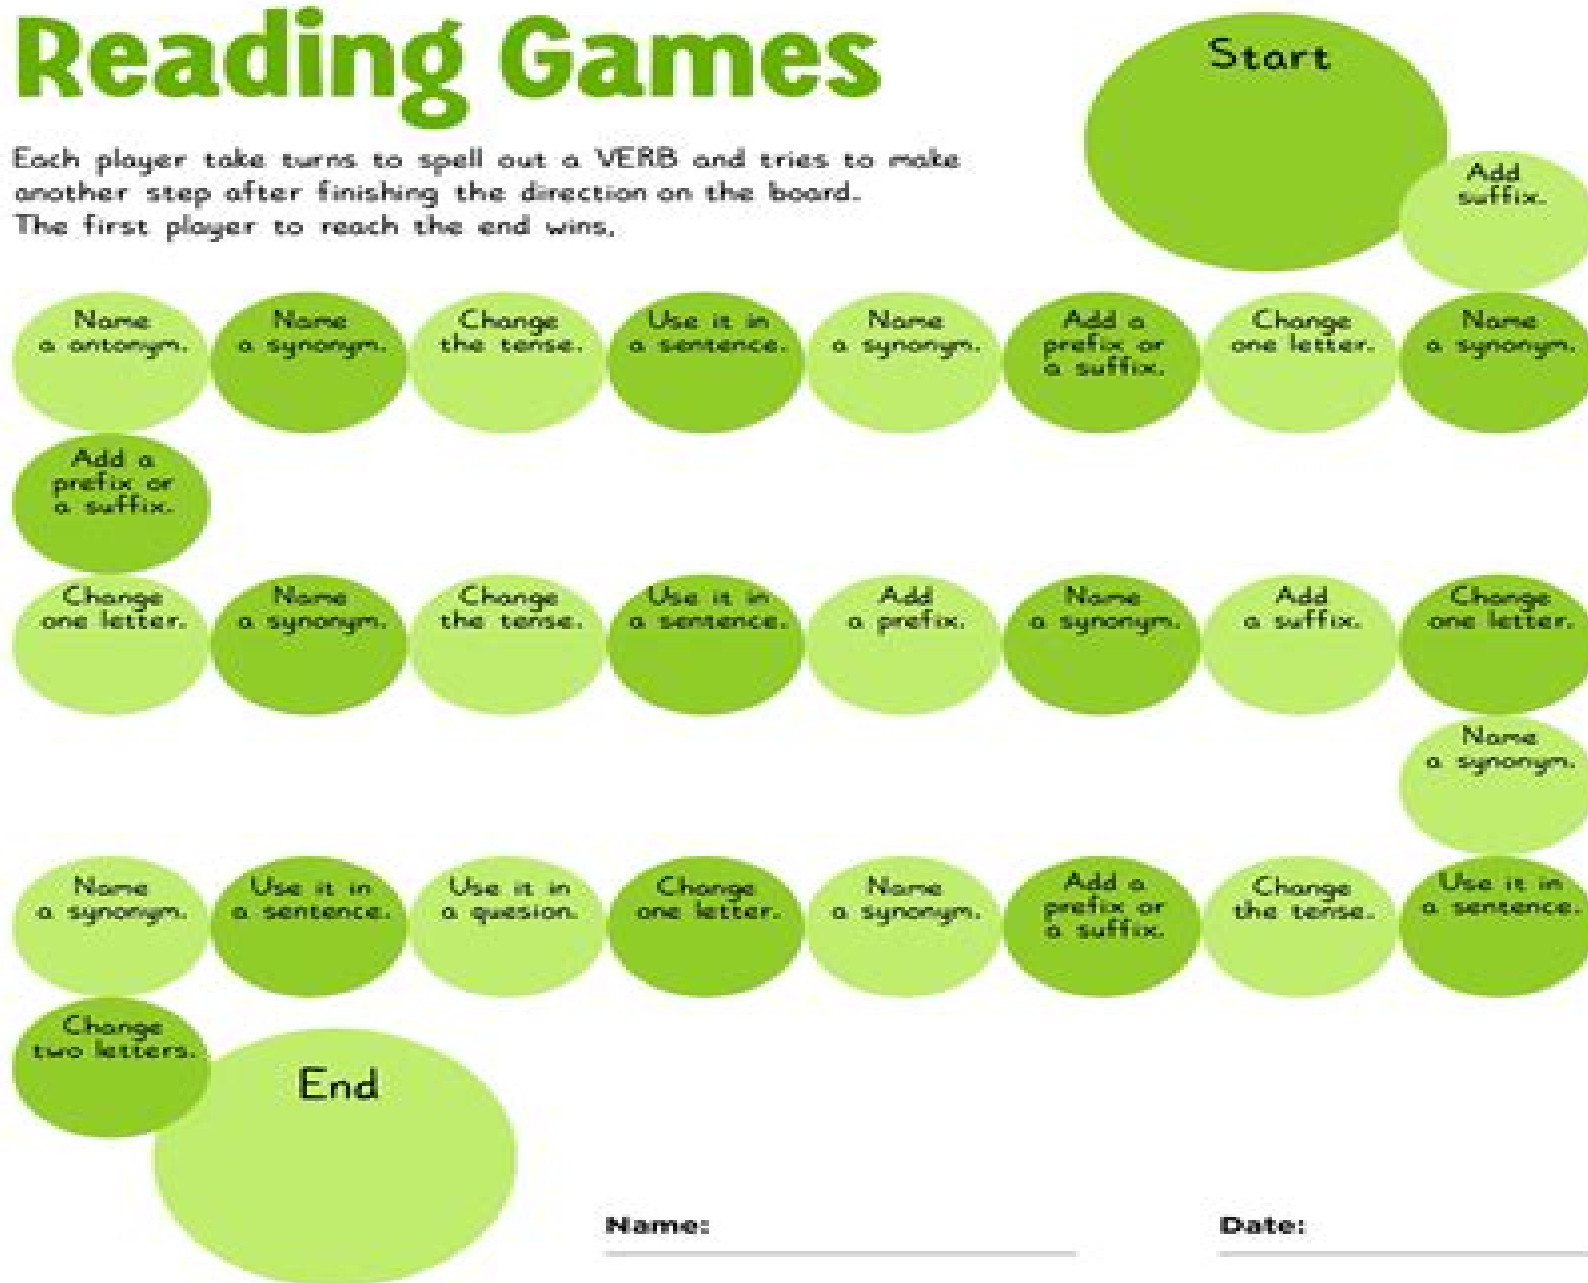 Reading Games
Start
Each player take turns to spell out a VERB and tries to make
another step after finishing the direction on the board.
The first player to reach the end wins,
Add
suffix.
Name
a antonym.
Name
a synonym.
Change
the tense.
Use it in
a sentence.
Name
a synonym.
Add a
prefix or
a suffix.
Change
one letter.
Name
a synonym.
Add a
prefix or
a suffix.
Change
one letter.
Name
a synonym.
Change
the tense.
Use it in
a sentence.
Add
a prefix.
Name
a synonym.
Add
a suffix.
Change
one letter.
Name
a synonym.
Name
a synonym.
Use it in
a sentence.
Use it in
a quesion.
Change
one letter.
Name
a synonym.
Add a
prefix or
a suffix.
Change
the tense.
Use it in
a sentence.
Change
two letters.
End
Name:
Date: